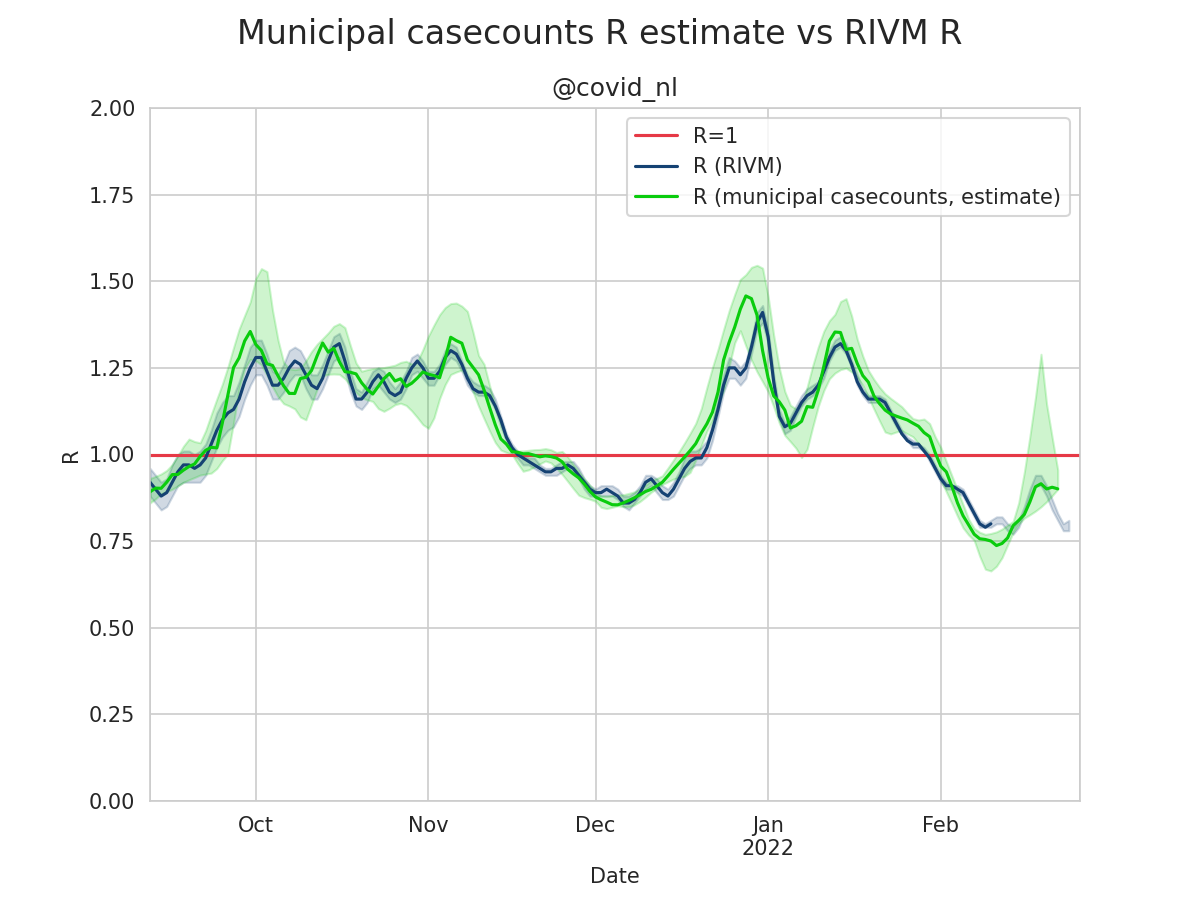 Municipal casecounts R estimate vs RIVM R
@covid_nl
2.00
R=1
R (RIVM)
R (municipal casecounts, estimate)
1.75
1.50
1.25
1.00
R
0.75
0.50
0.25
0.00
Oct Nov Dec Jan Feb
2022
Date